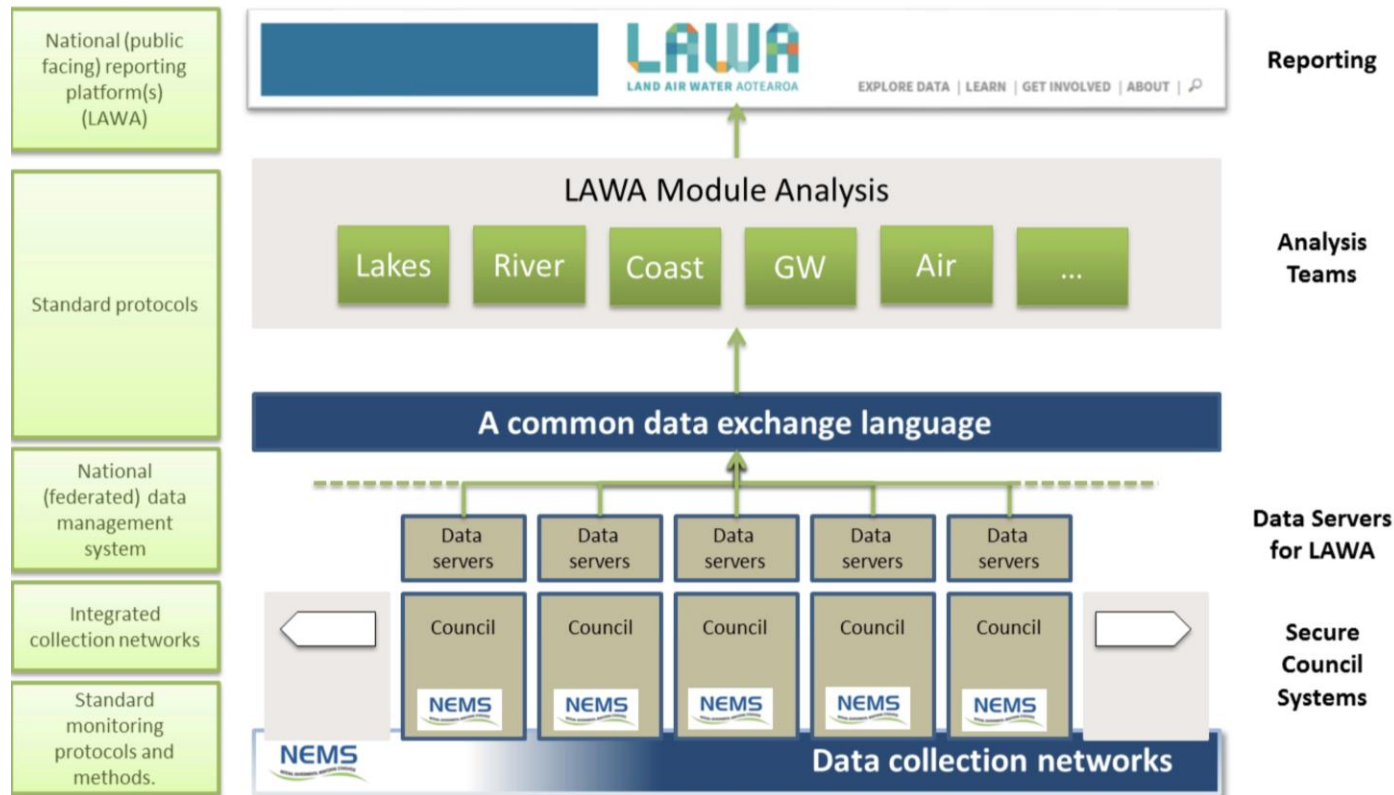 National (public
facing) reporting
platform(s)
(LAWA)
LAWA
LAND AIR WATER AOTEAROA
EXPLORE DATA | LEARN | GET INVOLVED | ABOUT |
Reporting
Standard protocols
LAWA Module Analysis
Lakes
River
Coast
GW
Air
...
Analysis
Teams
A common data exchange language
National
(federated) data
management
system
Data
servers
Data
servers
Data
servers
Data
servers
Data
servers
Data Servers
for LAWA
Integrated
collection networks
Council
Council
Council
Council
Council
Secure
Council
Systems
NEMS
NEMS
NEMS
NEMS
NEMS
Standard
monitoring
protocols and
methods.
NEMS
Data collection networks